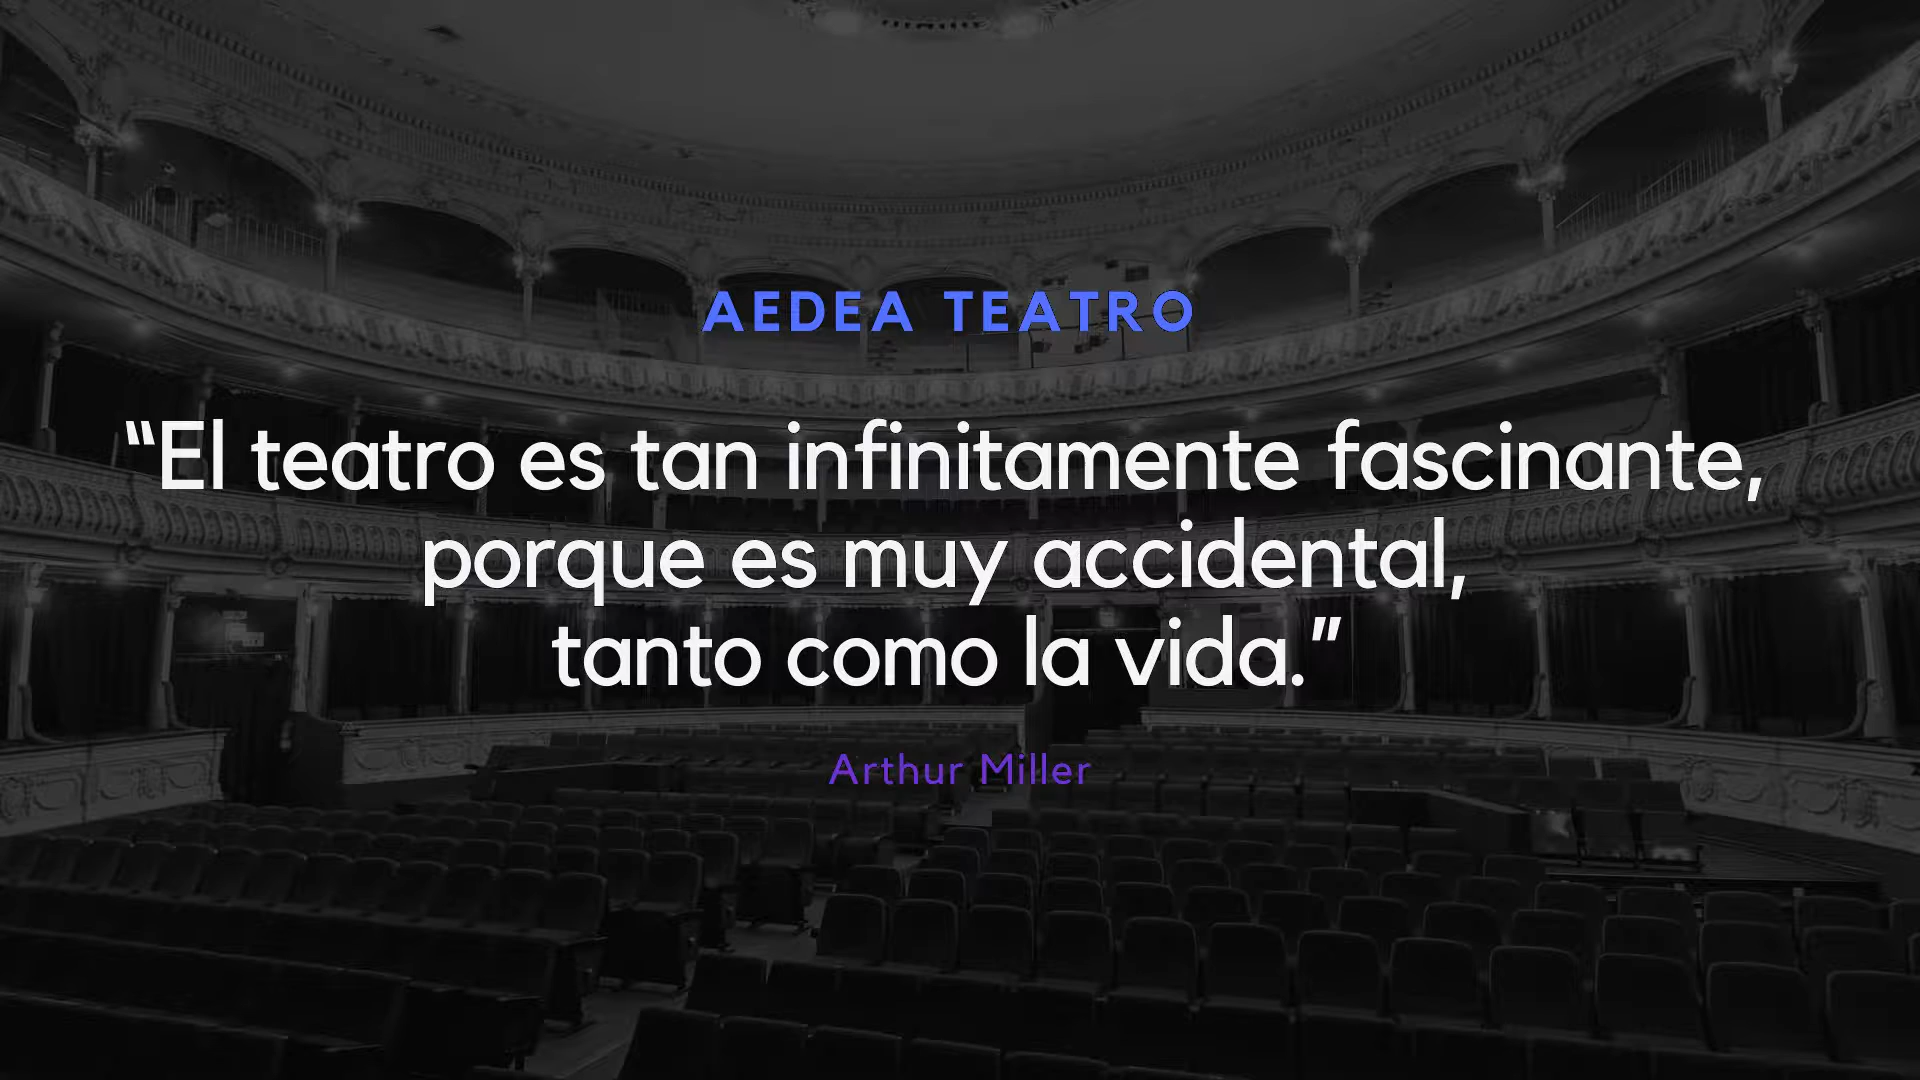 AEDEA TEATRO
“El teatro es tan infinitamente fascinante,
porque es muy accidental,
tanto como la vida.”
Arthur Miller